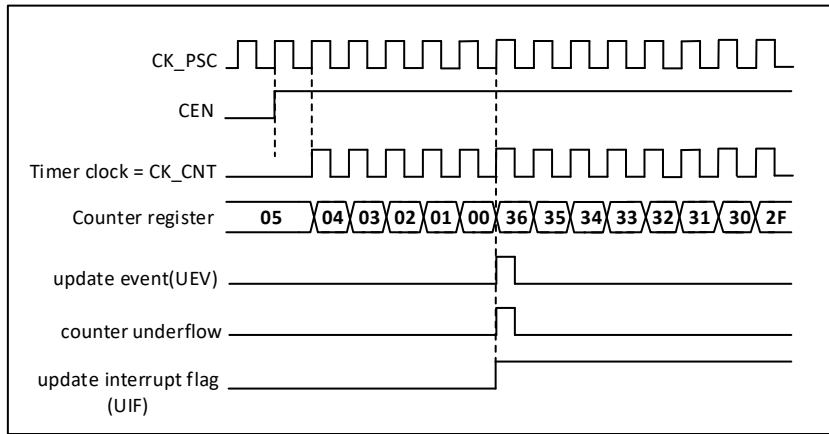 CK_PSC
CEN
Timer clock = CK_CNT
Counter register 05 04 03 02 01 00 36 35 34 33 32 31 30 2F
update event(UEV)
counter underflow
update interrupt flag
(UIF)